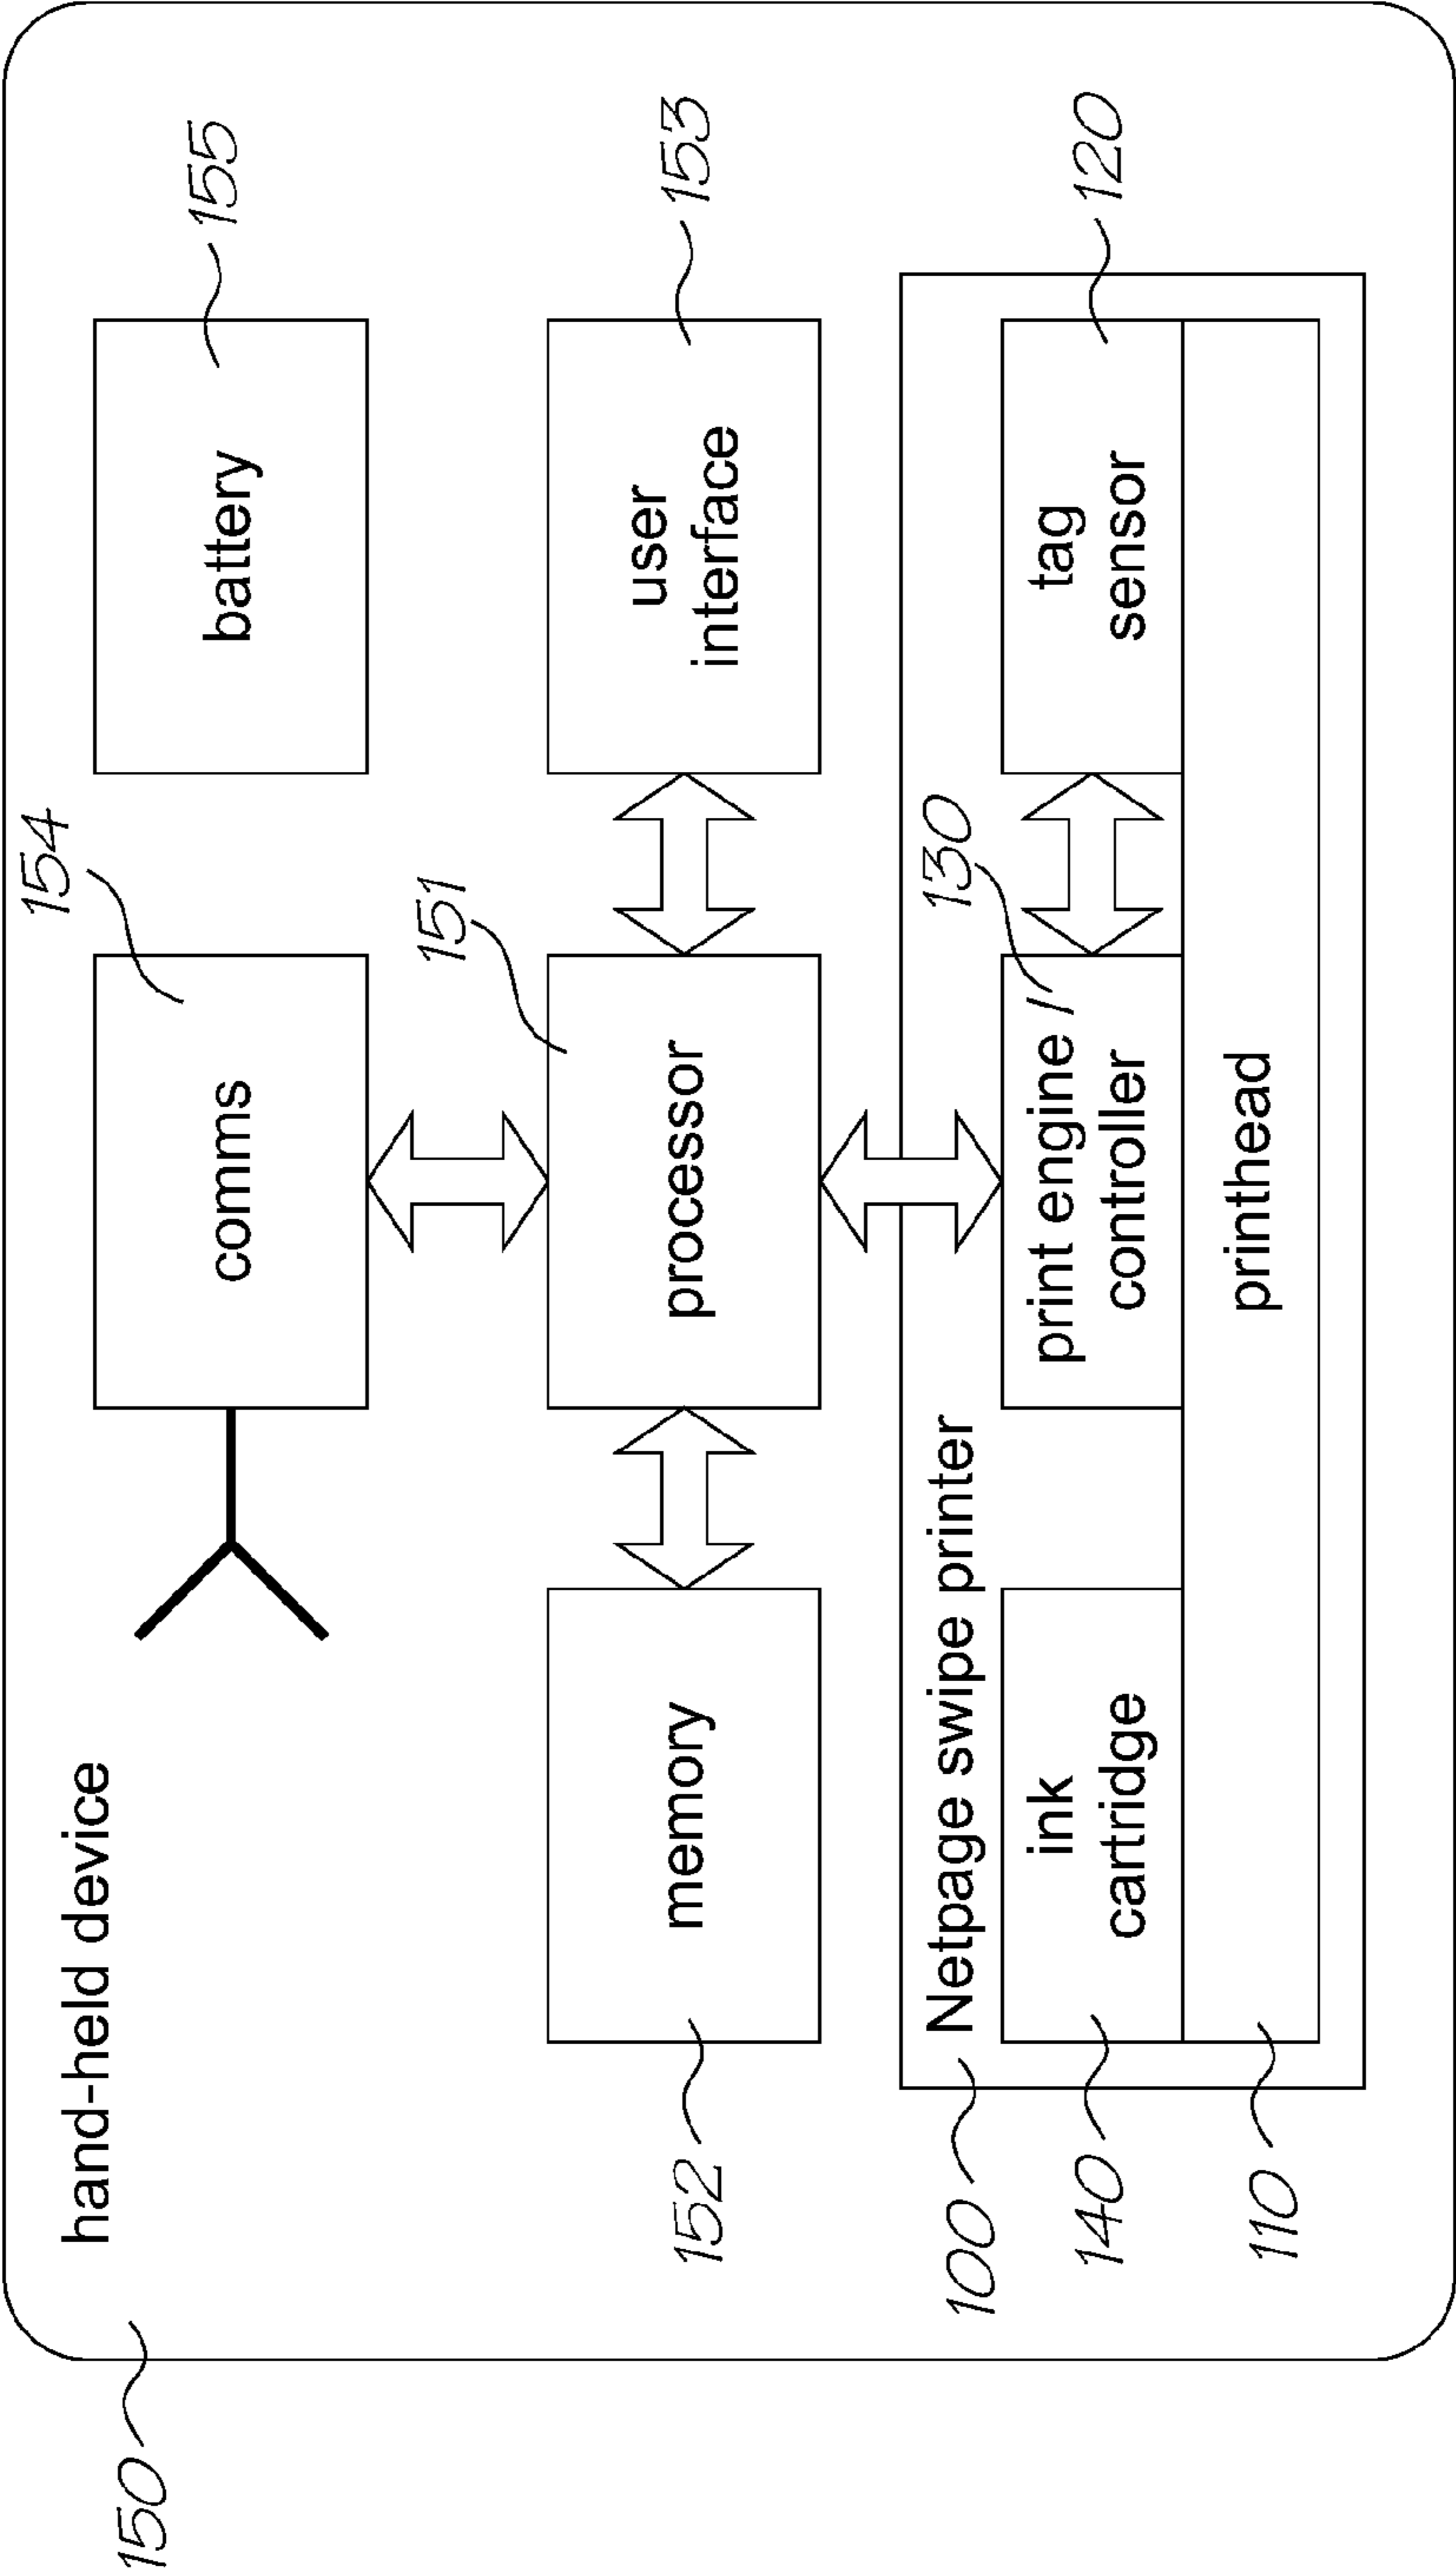 150
hand-held device
154
comms
155
battery
152
memory
151
processor
153
user
interface
100
Netpage swipe printer
130
140
ink
cartridge
print engine /
controller
120
tag
sensor
110
printhead